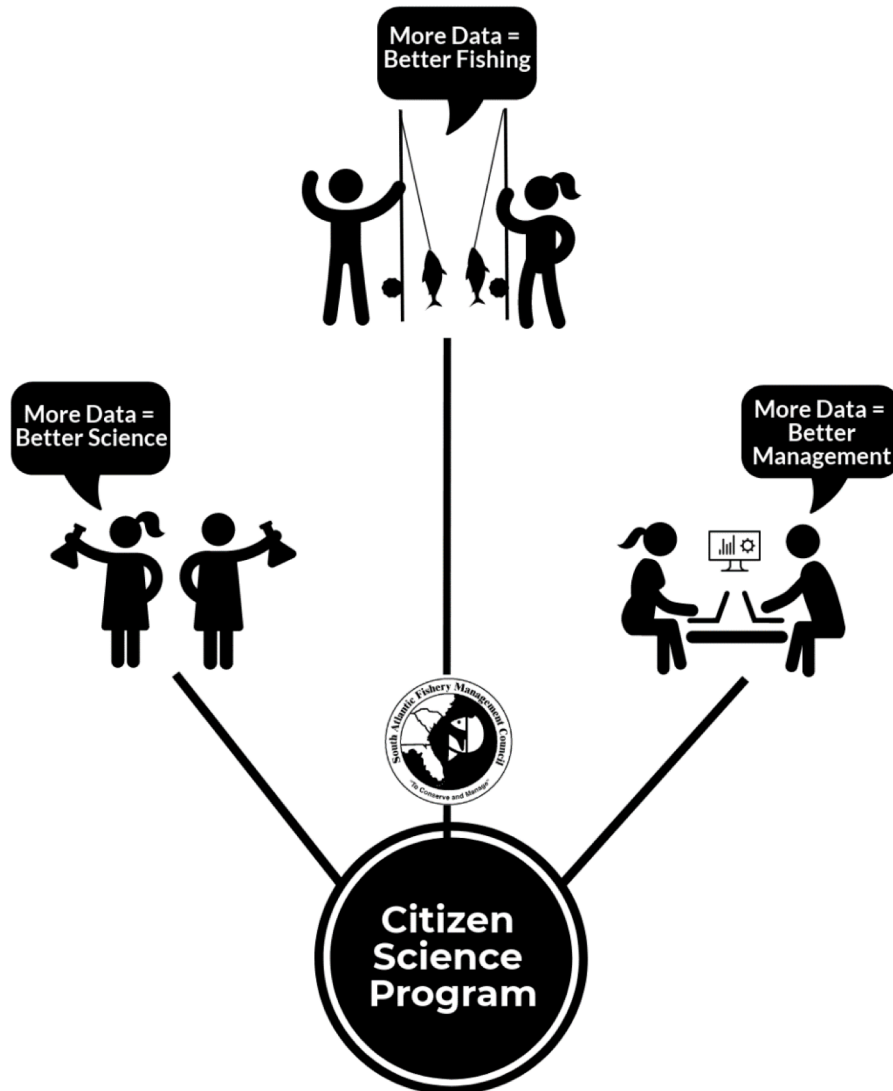 More Data =
Better Fishing
More Data =
Better Science
More Data =
Better
Management
South Atlantic Fishery Management Council
"To Conserve and Manage"
Citizen
Science
Program